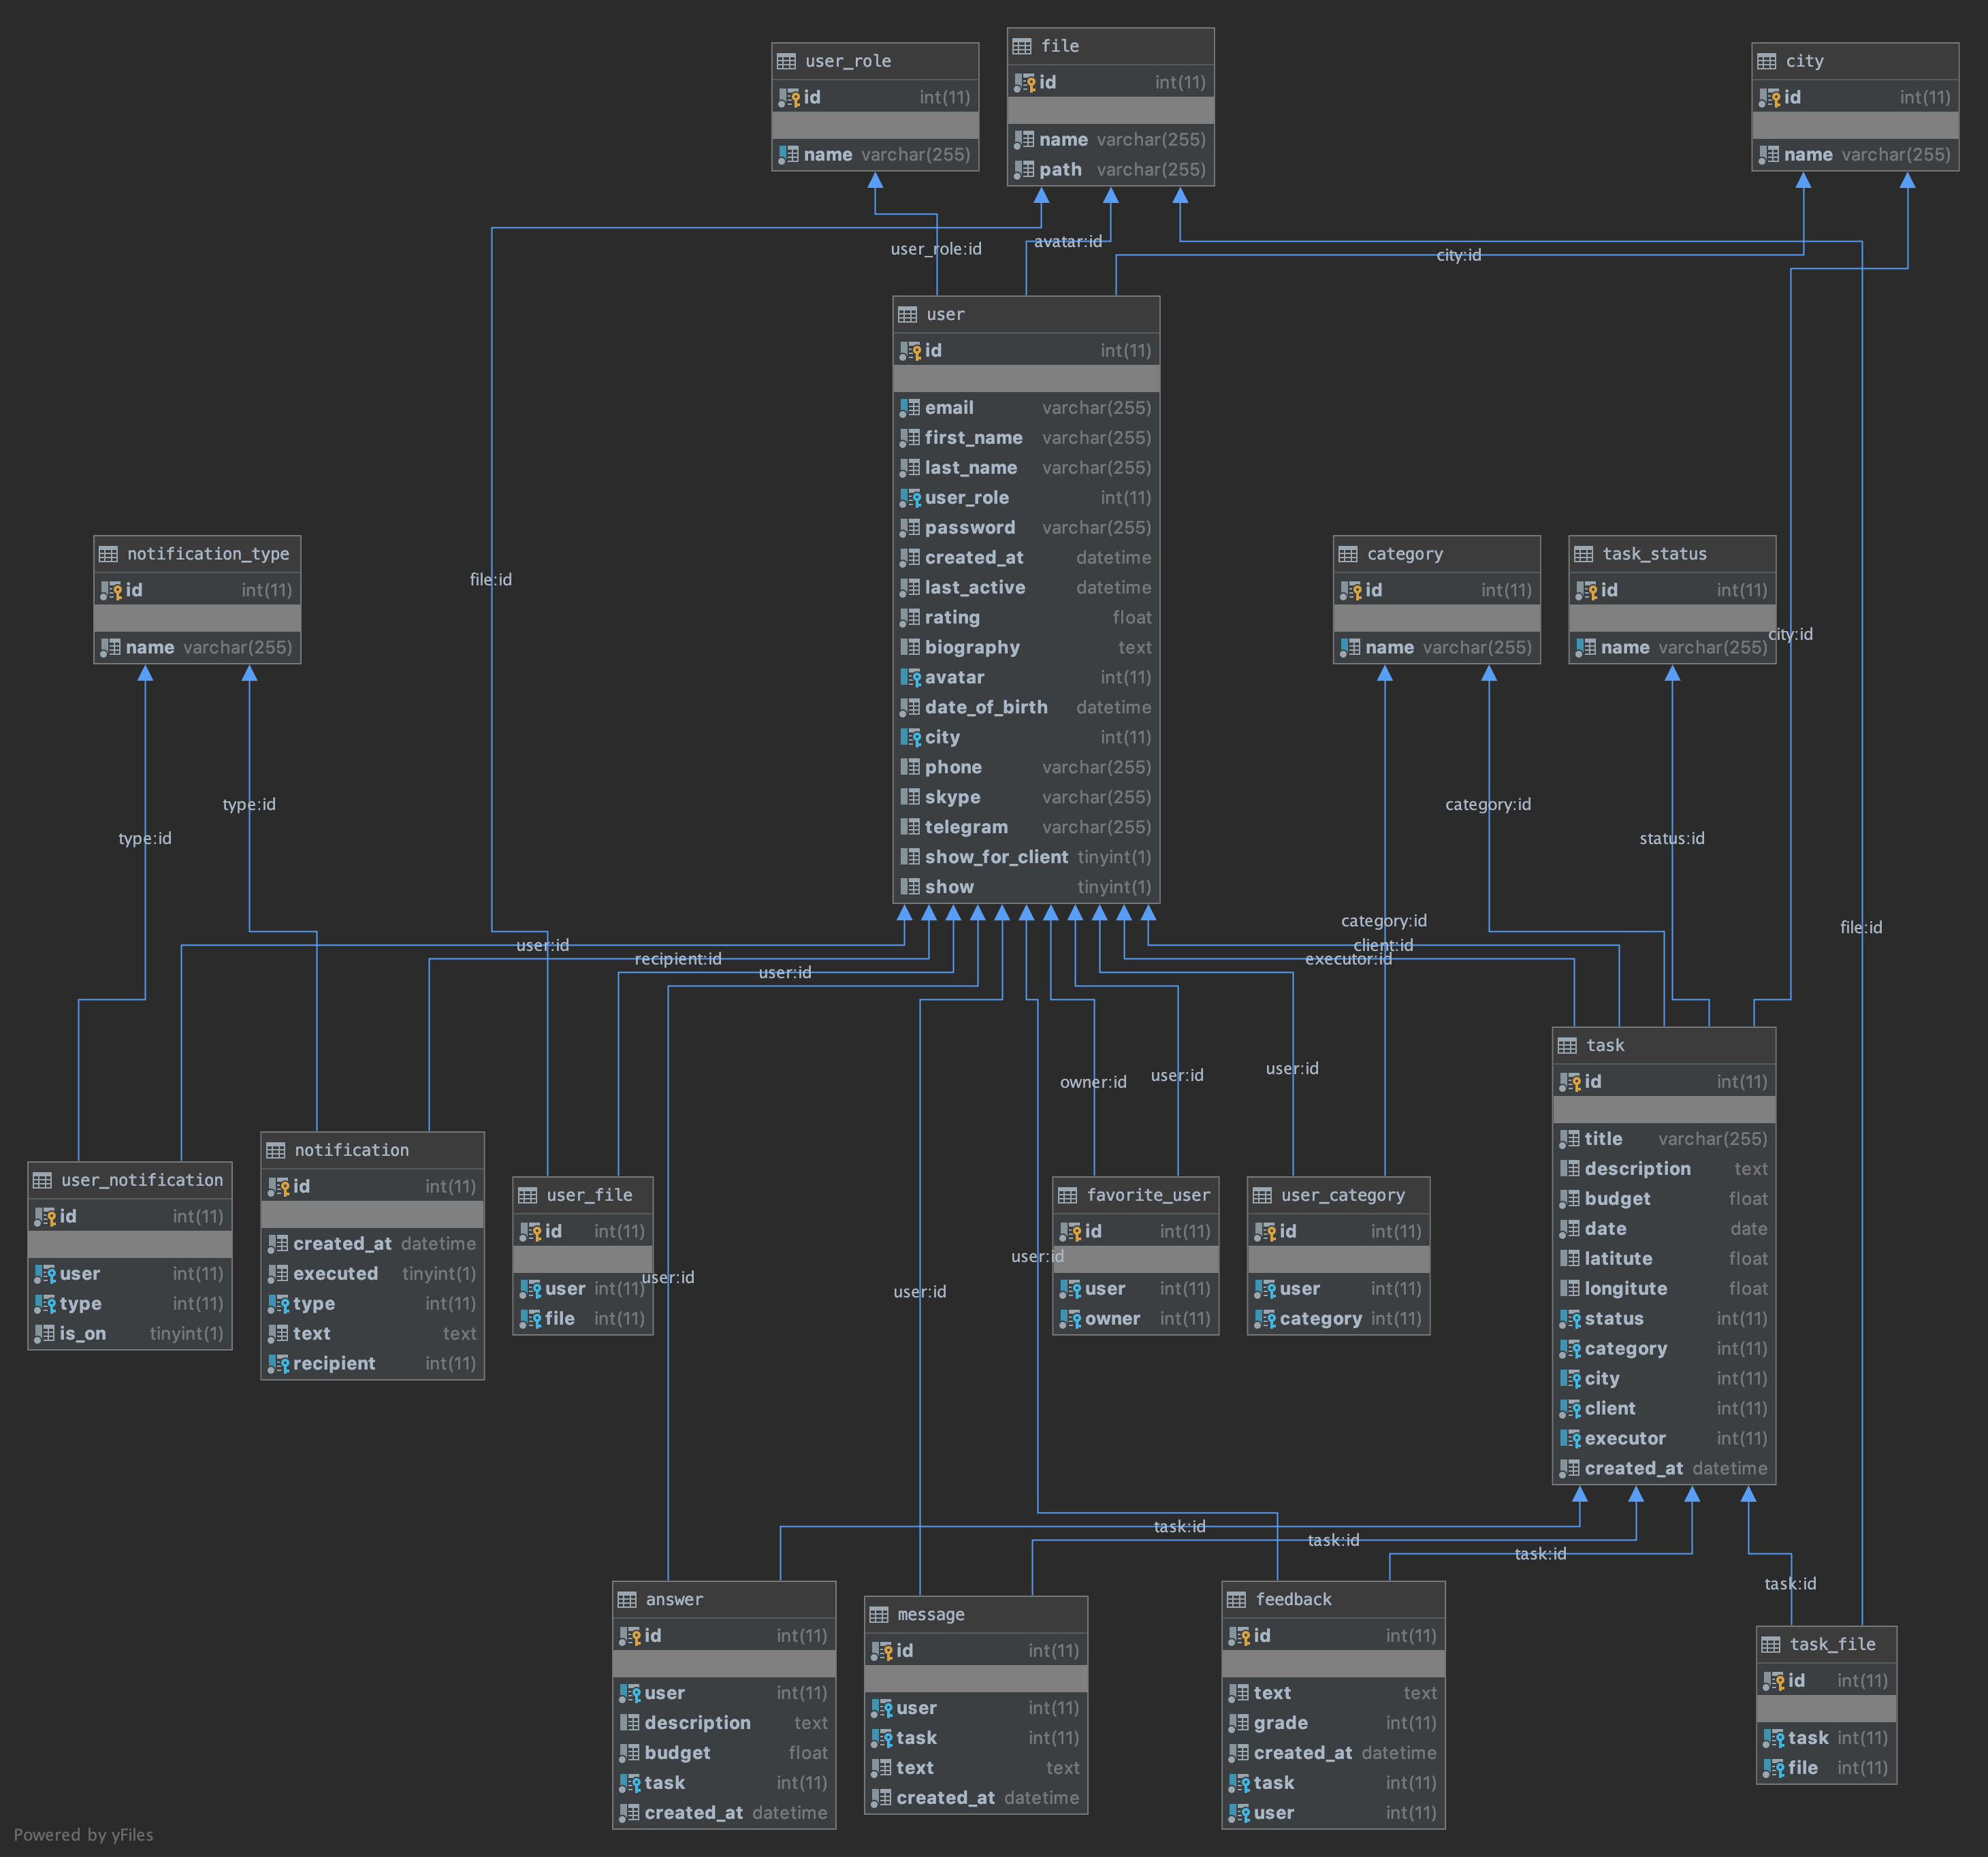 user_role
id int(11)
name varchar(255)
file
id int(11)
name varchar(255)
path varchar(255)
city
id int(11)
name varchar(255)
user_role:id
avatar:id
city:id
user
id int(11)
email varchar(255)
first_name varchar(255)
last_name varchar(255)
user_role int(11)
password varchar(255)
created_at datetime
last_active datetime
rating float
biography text
avatar int(11)
date_of_birth datetime
city int(11)
phone varchar(255)
skype varchar(255)
telegram varchar(255)
show_for_client tinyint(1)
show tinyint(1)
notification_type
id int(11)
name varchar(255)
file:id
category
id int(11)
name varchar(255)
task_status
id int(11)
name varchar(255)
city:id
type:id
type:id
category:id
status:id
category:id
file:id
user:id
recipient:id
user:id
client:id
executor:id
owner:id
user:id
user:id
task
id int(11)
title varchar(255)
description text
budget float
date date
latitute float
longitute float
status int(11)
category int(11)
city int(11)
client int(11)
executor int(11)
created_at datetime
user_notification
id int(11)
user int(11)
type int(11)
is_on tinyint(1)
notification
id int(11)
created_at datetime
executed tinyint(1)
type int(11)
text text
recipient int(11)
user_file
id int(11)
user int(11)
file int(11)
user:id
user:id
user:id
favorite_user
id int(11)
user int(11)
owner int(11)
user_category
id int(11)
user int(11)
category int(11)
task:id
task:id
task:id
task:id
answer
id int(11)
user int(11)
description text
budget float
task int(11)
created_at datetime
message
id int(11)
user int(11)
task int(11)
text text
created_at datetime
feedback
id int(11)
text text
grade int(11)
created_at datetime
task int(11)
user int(11)
task_file
id int(11)
task int(11)
file int(11)
Powered by yFiles